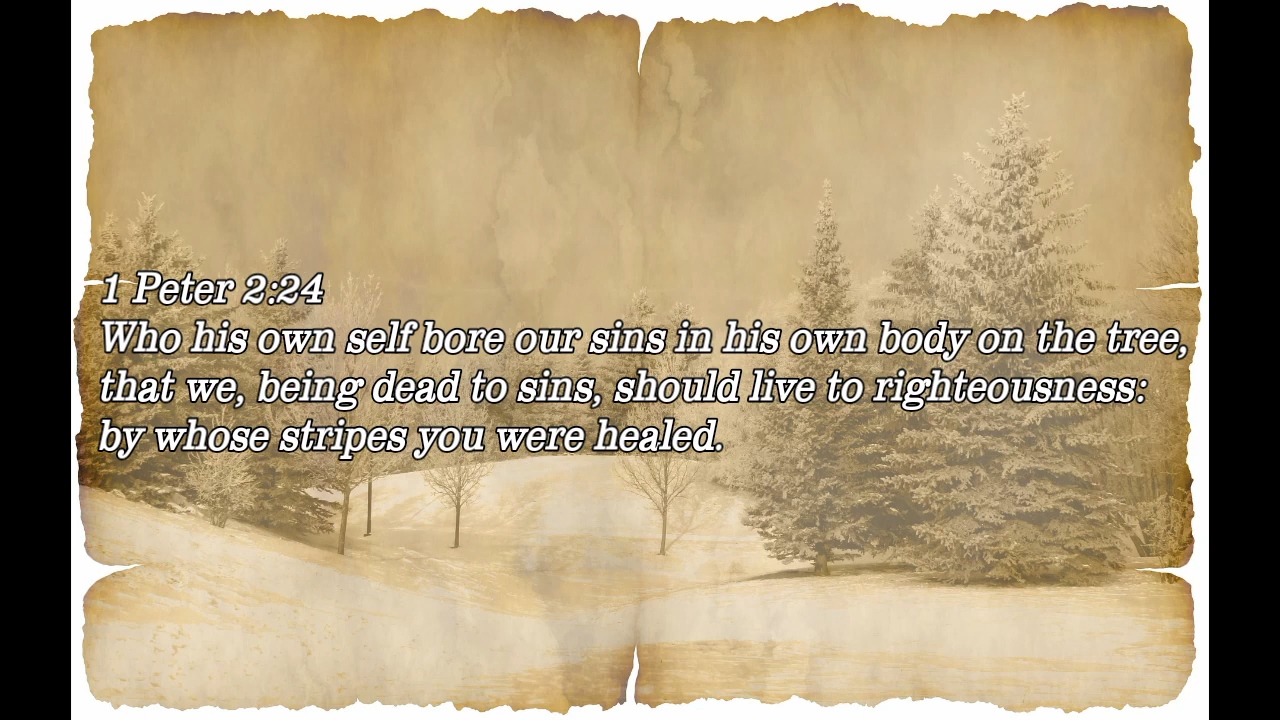 1 Peter 2:24
Who his own self bore our sins in his own body on the tree,
that we, being dead to sins, should live to righteousness:
by whose stripes you were healed.